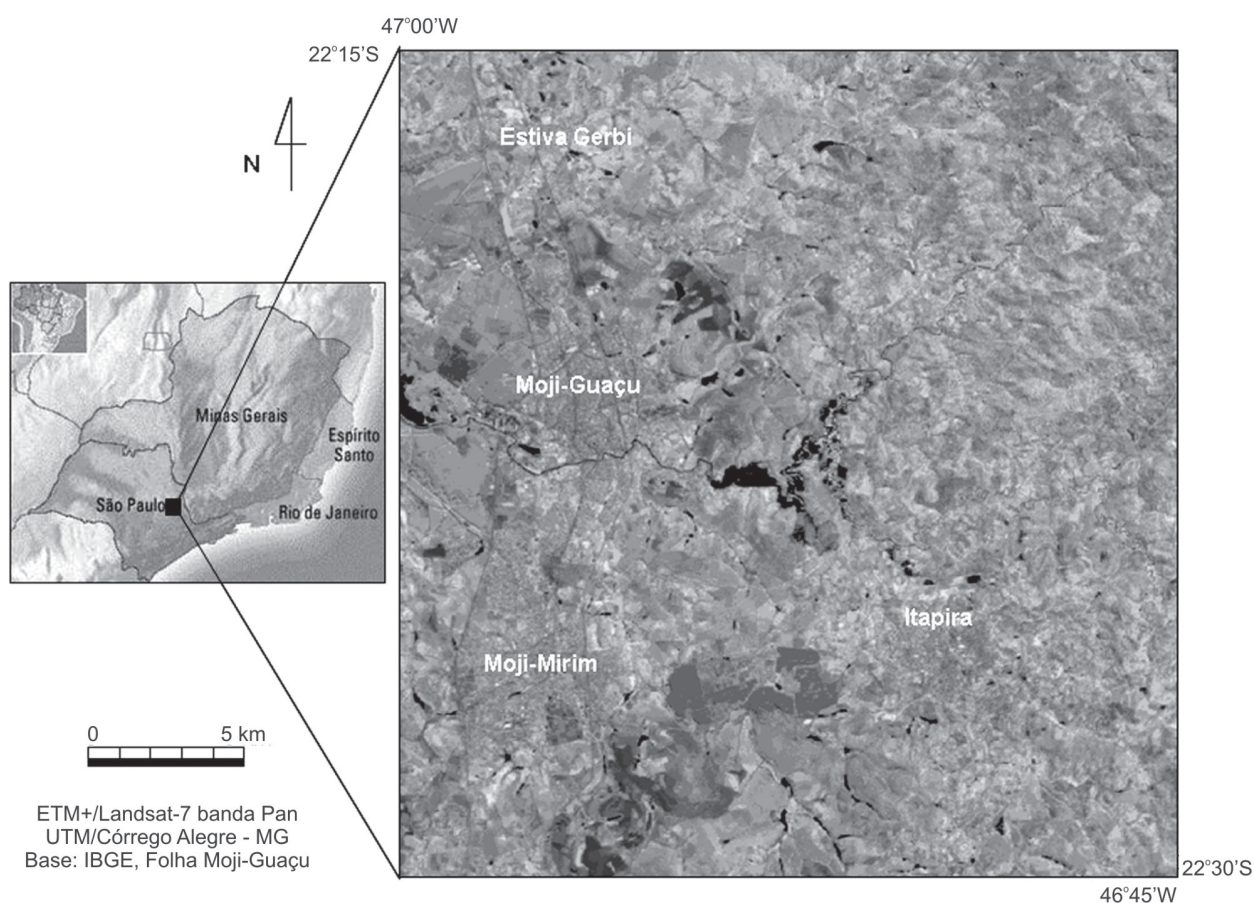 47°00'W
22°15'S
N
Estiva Gerbi
Moji-Guaçu
Minas Gerais
Espírito
Santo
São Paulo
Rio de Janeiro
Itapira
Moji-Mirim
0 5 km
ETM+/Landsat-7 banda Pan
UTM/Córrego Alegre - MG
Base: IBGE, Folha Moji-Guaçu
22°30'S
46°45'W